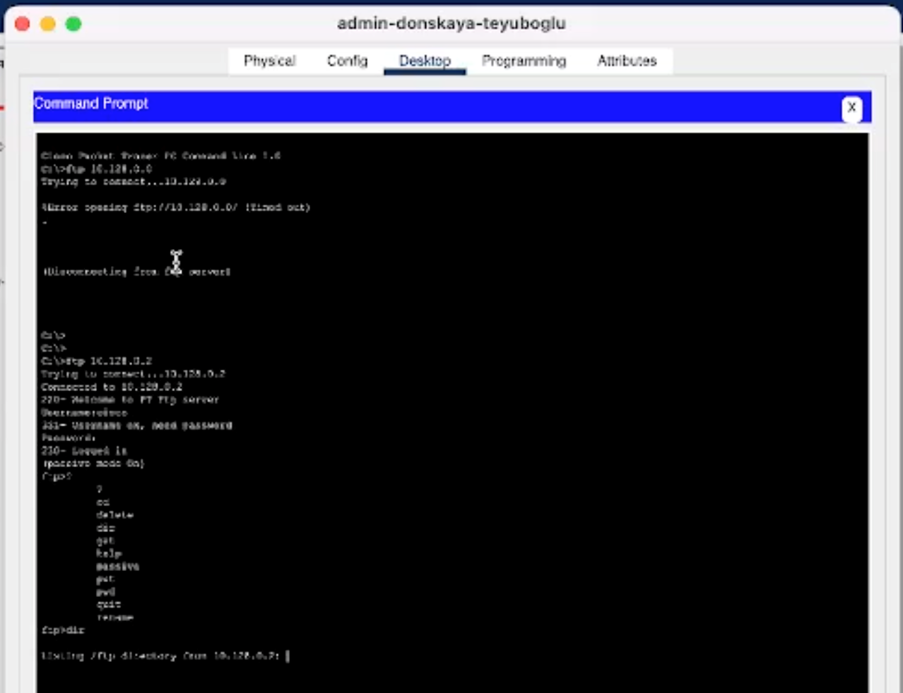 admin-donskaya-teyuboglu
Physical Config Desktop Programming Attributes
Command Prompt
X
Cisco Packet Tracer PC Command Line 1.0
C:\>ftp 10.128.0.0
Trying to connect...10.128.0.0
%Error opening ftp://10.128.0.0/ (Timed out)
.
(Disconnecting from ftp server)
C:\>
C:\>
C:\>ftp 10.128.0.2
Trying to connect...10.128.0.2
Connected to 10.128.0.2
220- Welcome to PT Ftp server
Username:cisco
331- Username ok, need password
Password:
230- Logged in
(passive mode On)
ftp>?
?
cd
delete
dir
get
help
passive
put
pwd
quit
rename
ftp>dir
Listing /ftp directory from 10.128.0.2: